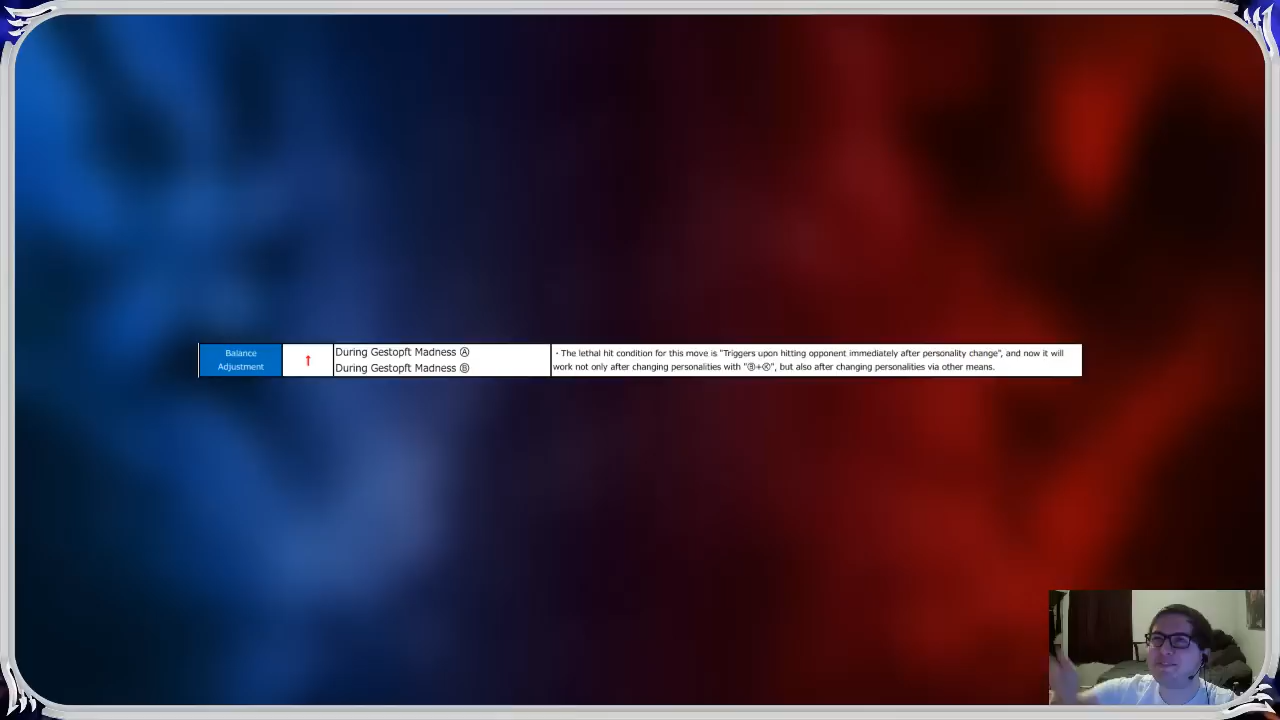 Balance
Adjustment
↑
During Gestopft Madness Ⓐ
During Gestopft Madness Ⓑ
・The lethal hit condition for this move is "Triggers upon hitting opponent immediately after personality change", and now it will
work not only after changing personalities with "Ⓑ+Ⓚ", but also after changing personalities via other means.